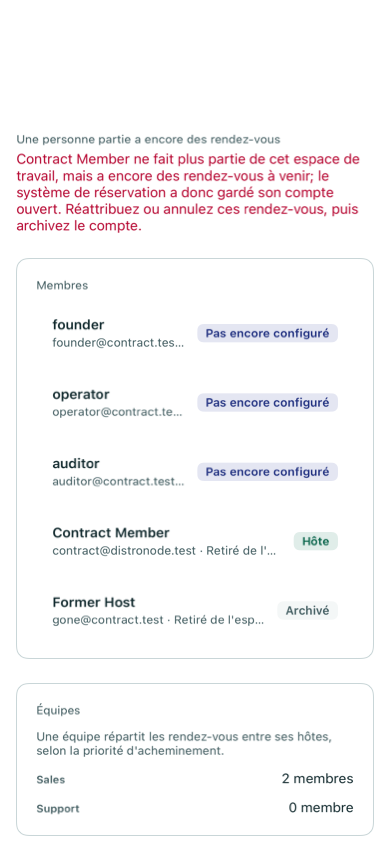 Une personne partie a encore des rendez-vous
Contract Member ne fait plus partie de cet espace de
travail, mais a encore des rendez-vous à venir; le
système de réservation a donc gardé son compte
ouvert. Réattribuez ou annulez ces rendez-vous, puis
archivez le compte.
Membres
founder
founder@contract.tes...
Pas encore configuré
operator
operator@contract.te...
Pas encore configuré
auditor
auditor@contract.test...
Pas encore configuré
Contract Member
contract@distronode.test · Retiré de l'...
Hôte
Former Host
gone@contract.test · Retiré de l'esp...
Archivé
Équipes
Une équipe répartit les rendez-vous entre ses hôtes,
selon la priorité d'acheminement.
Sales 2 membres
Support 0 membre